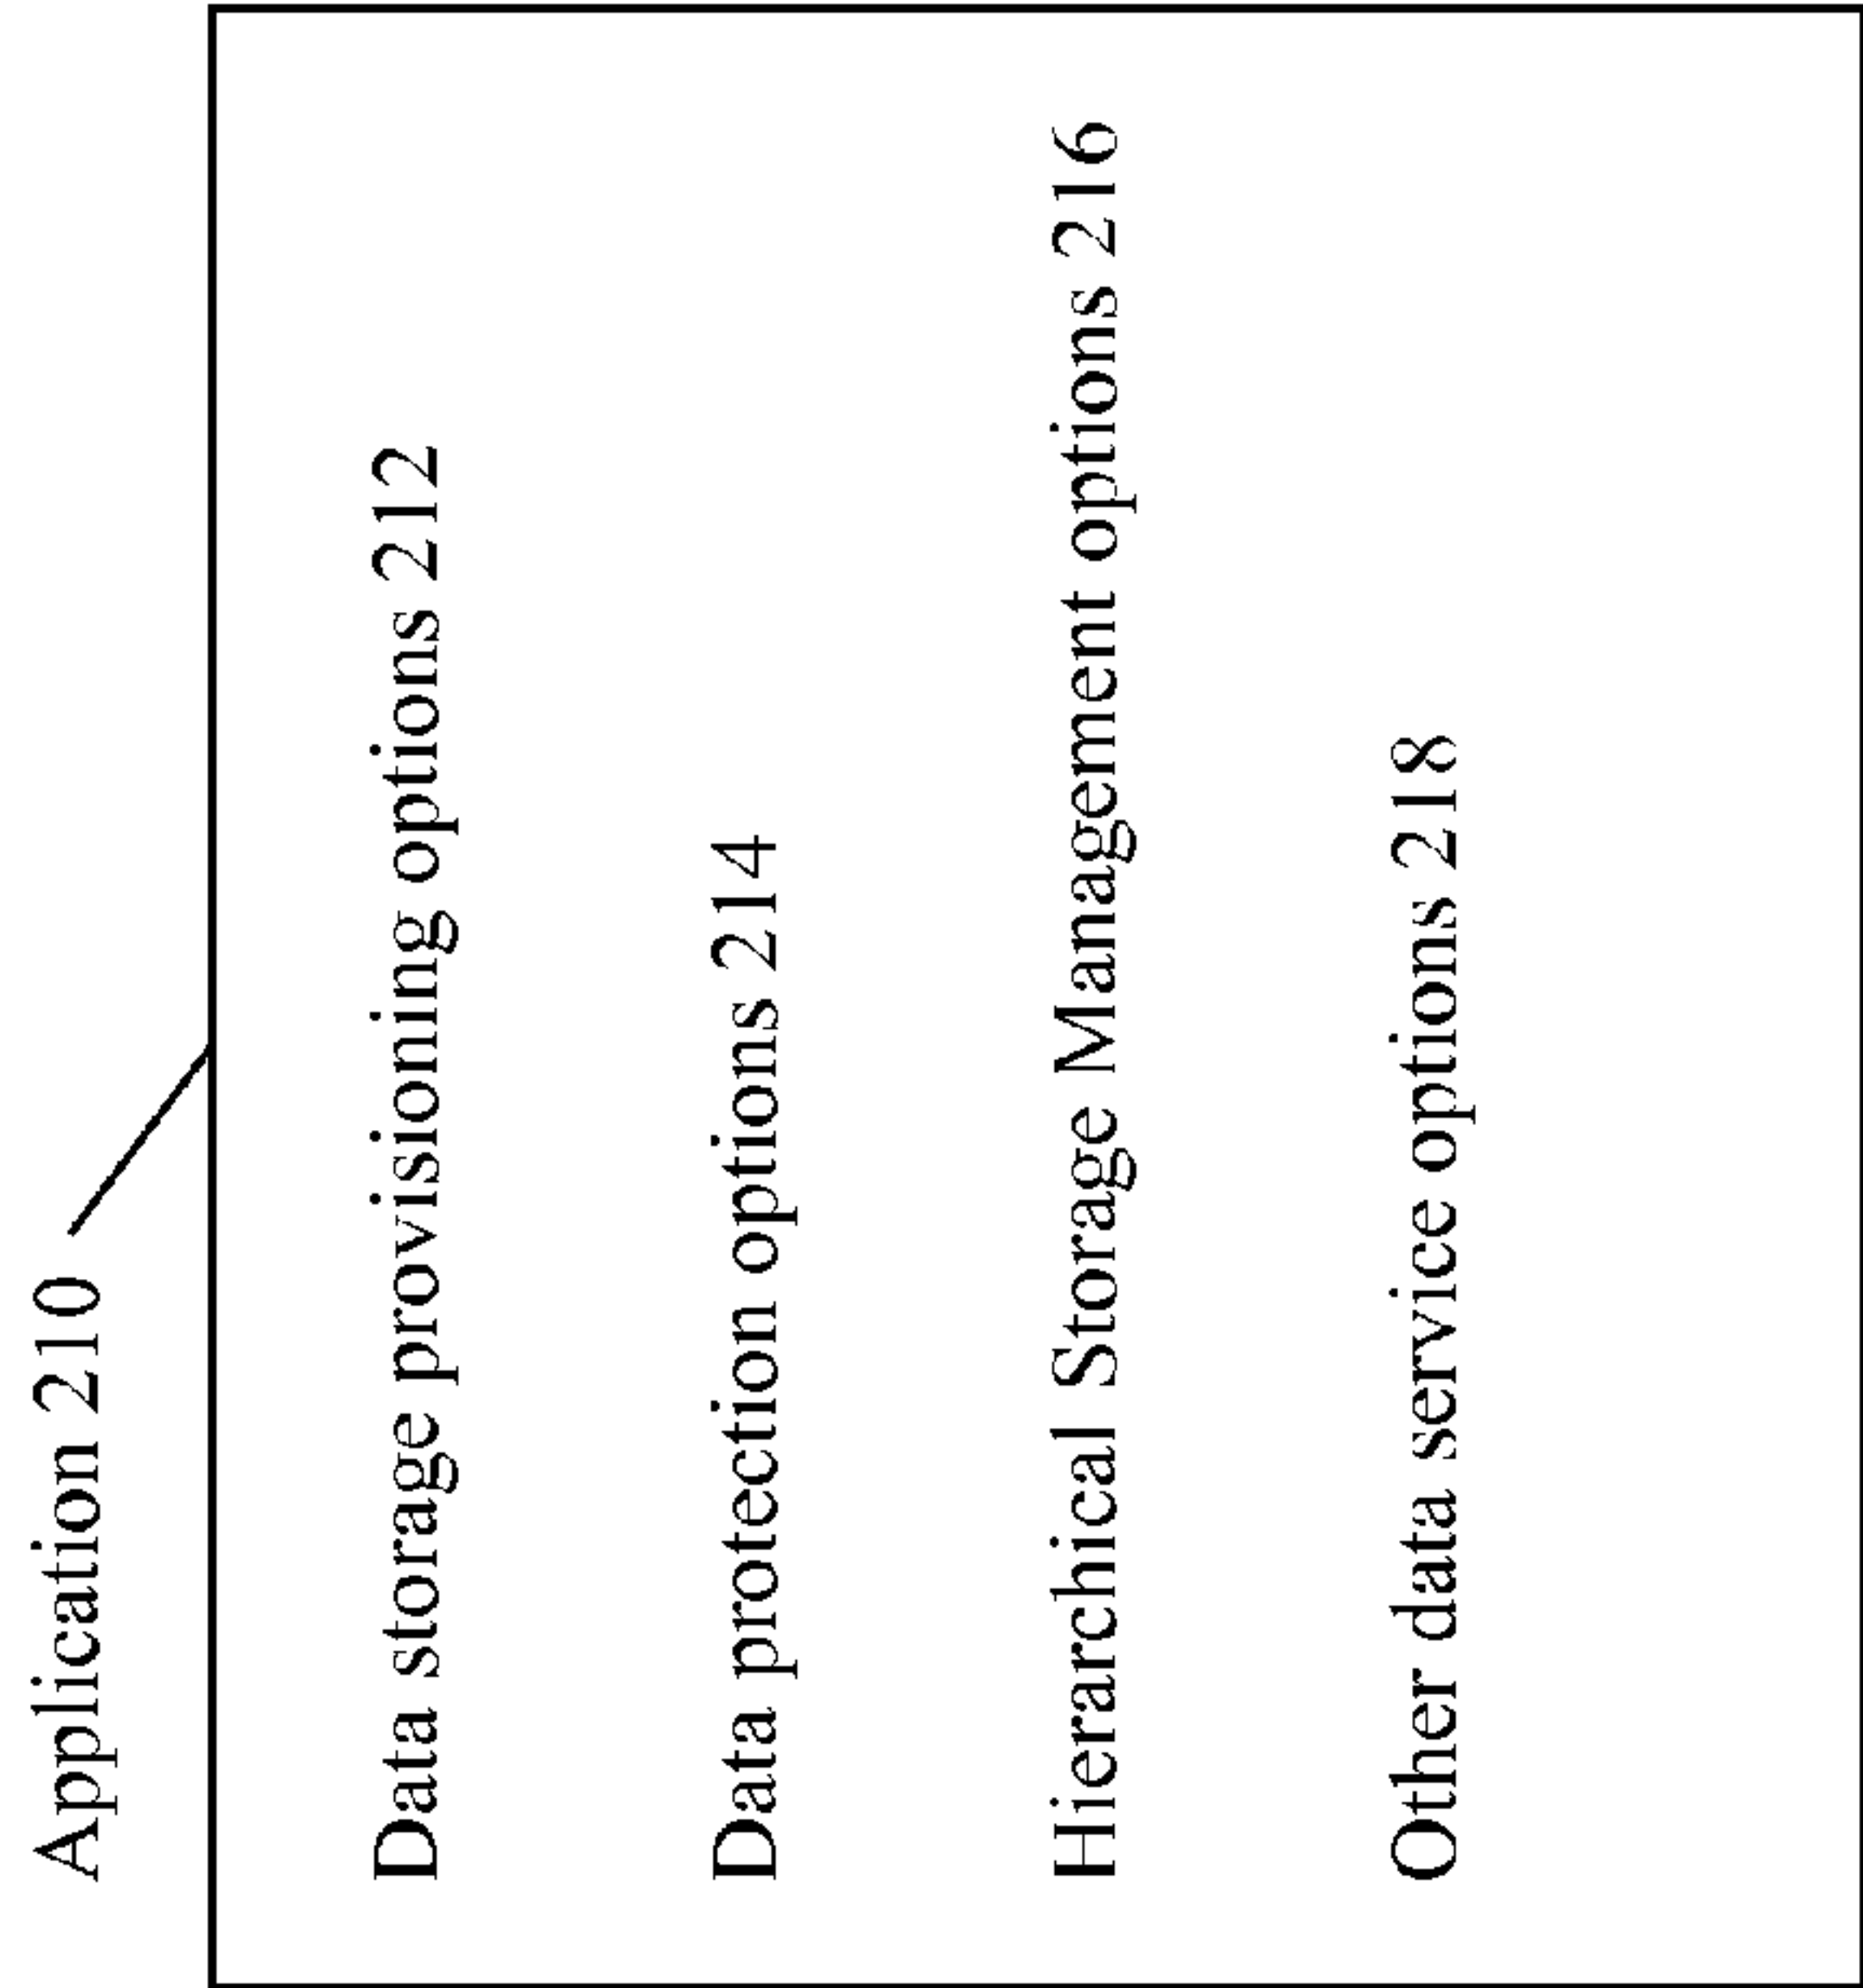 Application 210
Data storage provisioning options 212
Data protection options 214
Hierarchical Storage Management options 216
Other data service options 218